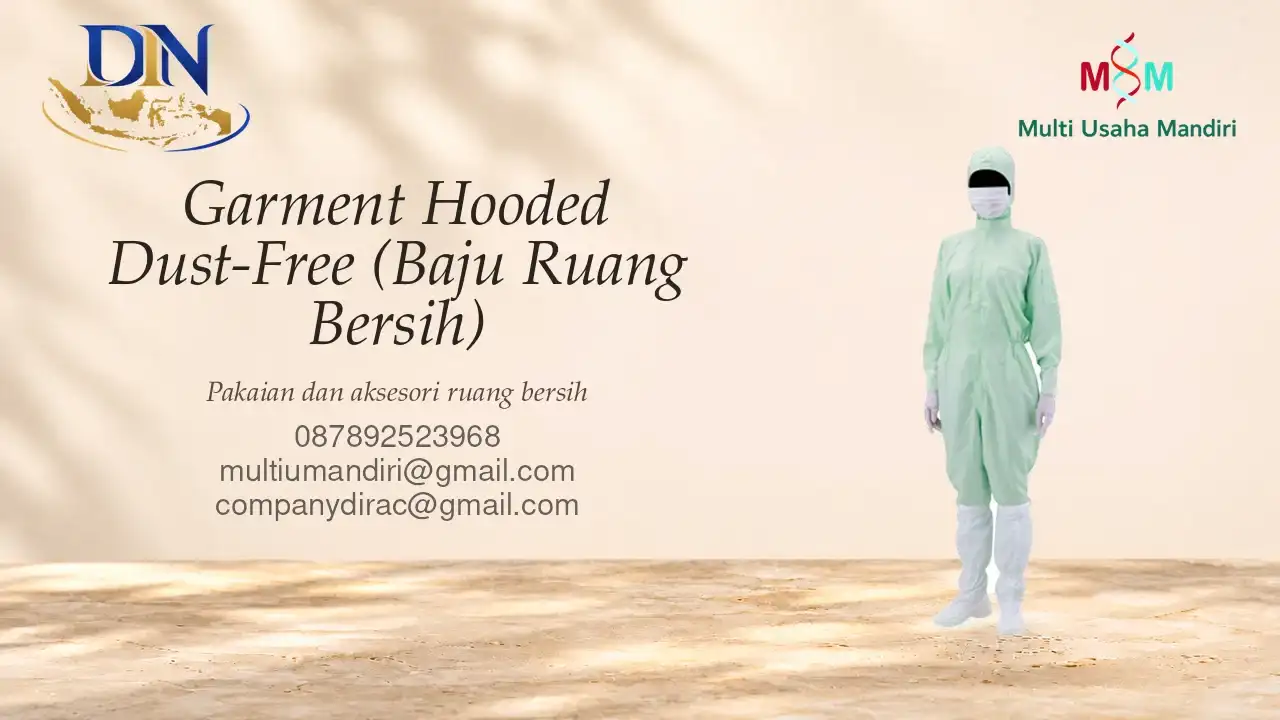 DIN
M M
Multi Usaha Mandiri
Garment Hooded
Dust-Free (Baju Ruang
Bersih)
Pakaian dan aksesori ruang bersih
087892523968
multiumandiri@gmail.com
companydirac@gmail.com